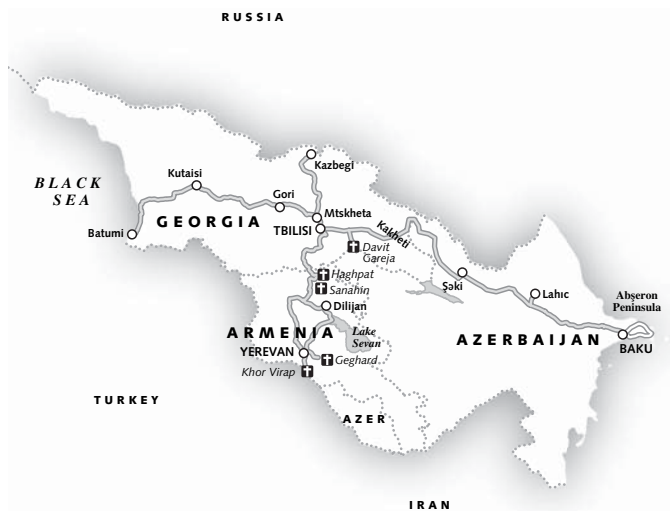 RUSSIA
Kazbegi
Kutaisi
BLACK
SEA
Gori
Mtskheta
GEORGIA
TBILISI
Batumi
Kakheti
Davit
Gareja
Haghpat
Sanahin
Şəki
Lahıc
Abşeron
Peninsula
Dilijan
ARMENIA
Lake
Sevan
AZERBAIJAN
BAKU
YEREVAN
Geghard
Khor Virap
TURKEY
AZER
IRAN